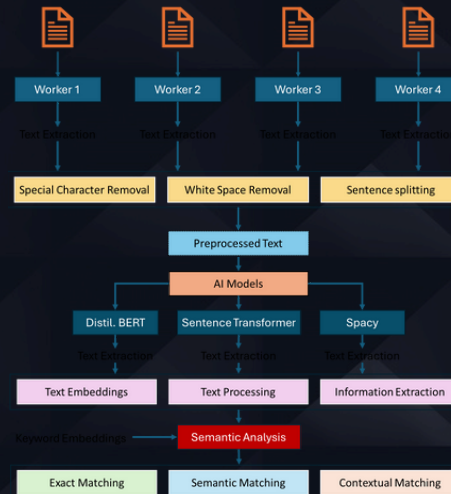 Worker 1
Worker 2
Worker 3
Worker 4
Text Extraction
Text Extraction
Text Extraction
Text Extraction
Special Character Removal
White Space Removal
Sentence splitting
Preprocessed Text
AI Models
Distil. BERT
Sentence Transformer
Spacy
Text Extraction
Text Extraction
Text Extraction
Text Embeddings
Text Processing
Information Extraction
Keyword Embeddings
Semantic Analysis
Exact Matching
Semantic Matching
Contextual Matching